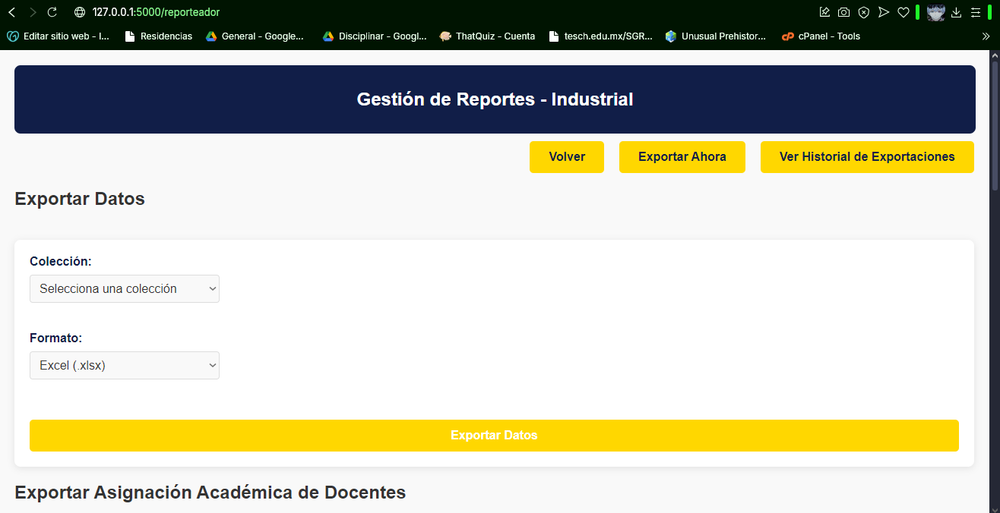 127.0.0.1:5000/reporteador
Editar sitio web - I... Residencias General - Google... Disciplinar - Googl... ThatQuiz - Cuenta tesch.edu.mx/SGR... Unusual Prehistor... cPanel - Tools
Gestión de Reportes - Industrial
Volver Exportar Ahora Ver Historial de Exportaciones
Exportar Datos
Colección:
Selecciona una colección
Formato:
Excel (.xlsx)
Exportar Datos
Exportar Asignación Académica de Docentes